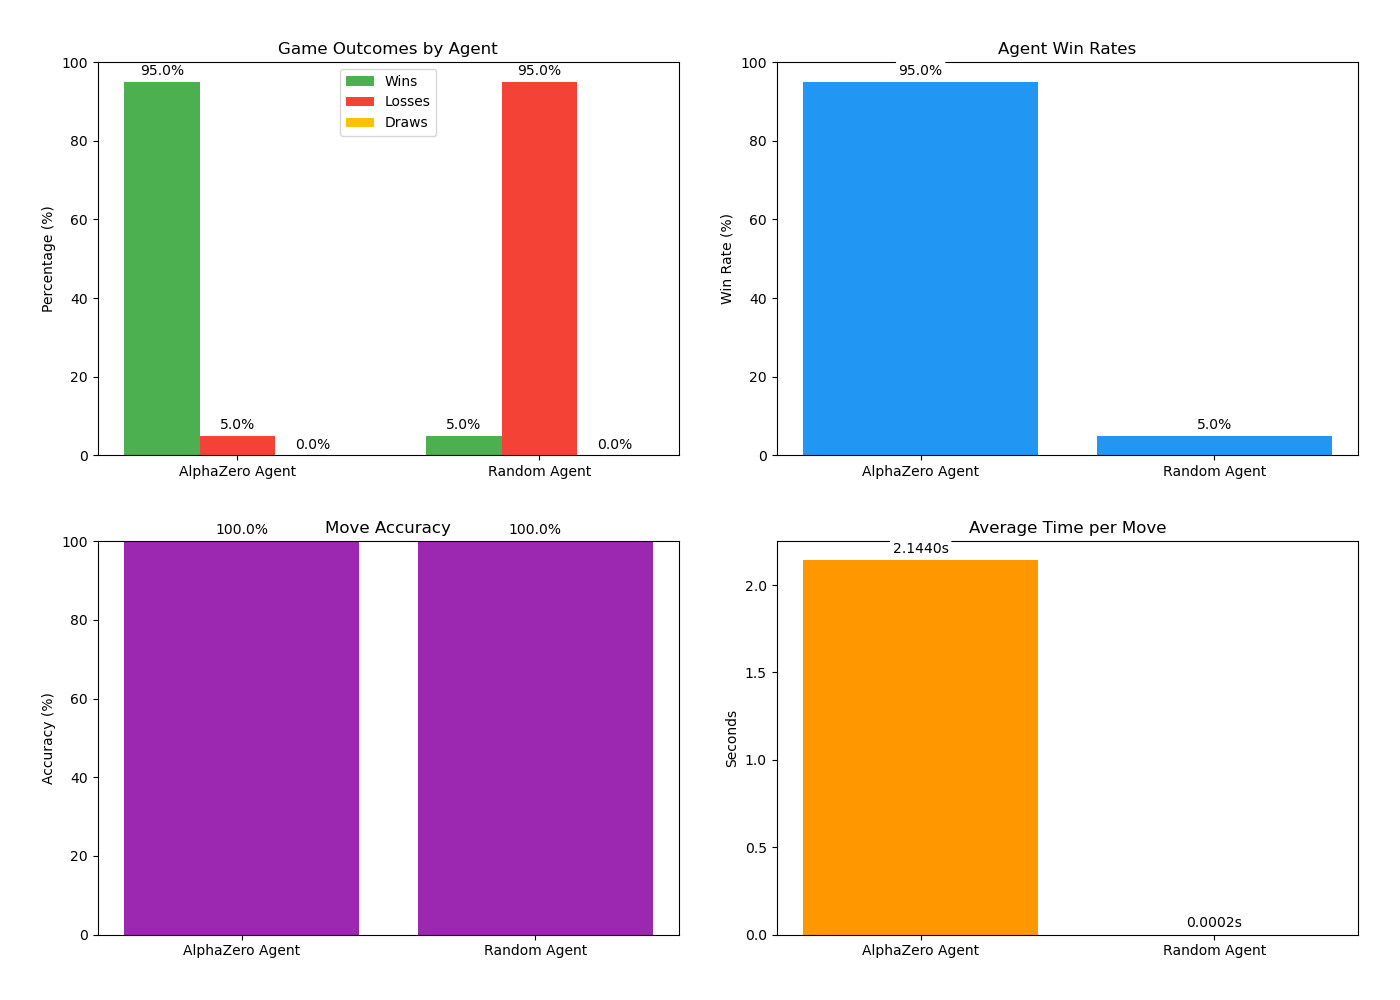 Game Outcomes by Agent
Percentage (%)
100
80
60
40
20
0
95.0%
5.0%
0.0%
5.0%
95.0%
0.0%
Wins
Losses
Draws
AlphaZero Agent
Random Agent
Agent Win Rates
Win Rate (%)
100
80
60
40
20
0
95.0%
5.0%
AlphaZero Agent
Random Agent
Move Accuracy
Accuracy (%)
100
80
60
40
20
0
100.0%
100.0%
AlphaZero Agent
Random Agent
Average Time per Move
Seconds
2.0
1.5
1.0
0.5
0.0
2.1440s
0.0002s
AlphaZero Agent
Random Agent